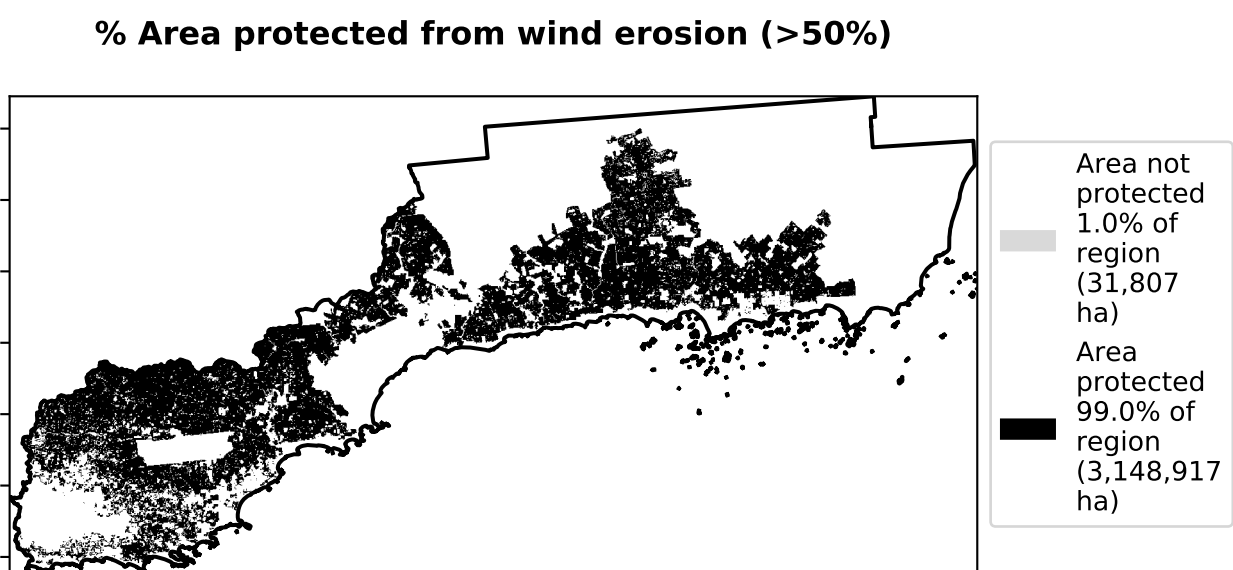 % Area protected from wind erosion (>50%)
Area not
protected
1.0% of
region
(31,807
ha)
Area
protected
99.0% of
region
(3,148,917
ha)